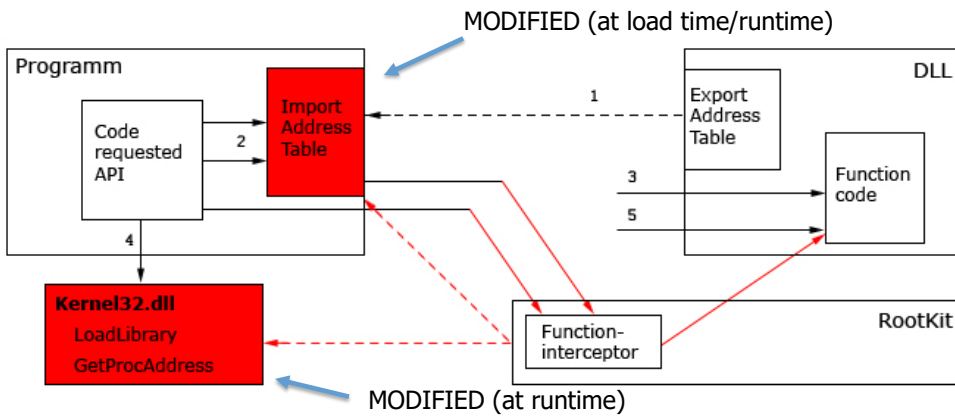 MODIFIED (at load time/runtime)
Programm
DLL
Import
Address
Table
1
Export
Address
Table
Code
requested
API
2
3
Function
code
5
4
Kernel32.dll
LoadLibrary
GetProcAddress
Function-
interceptor
RootKit
MODIFIED (at runtime)